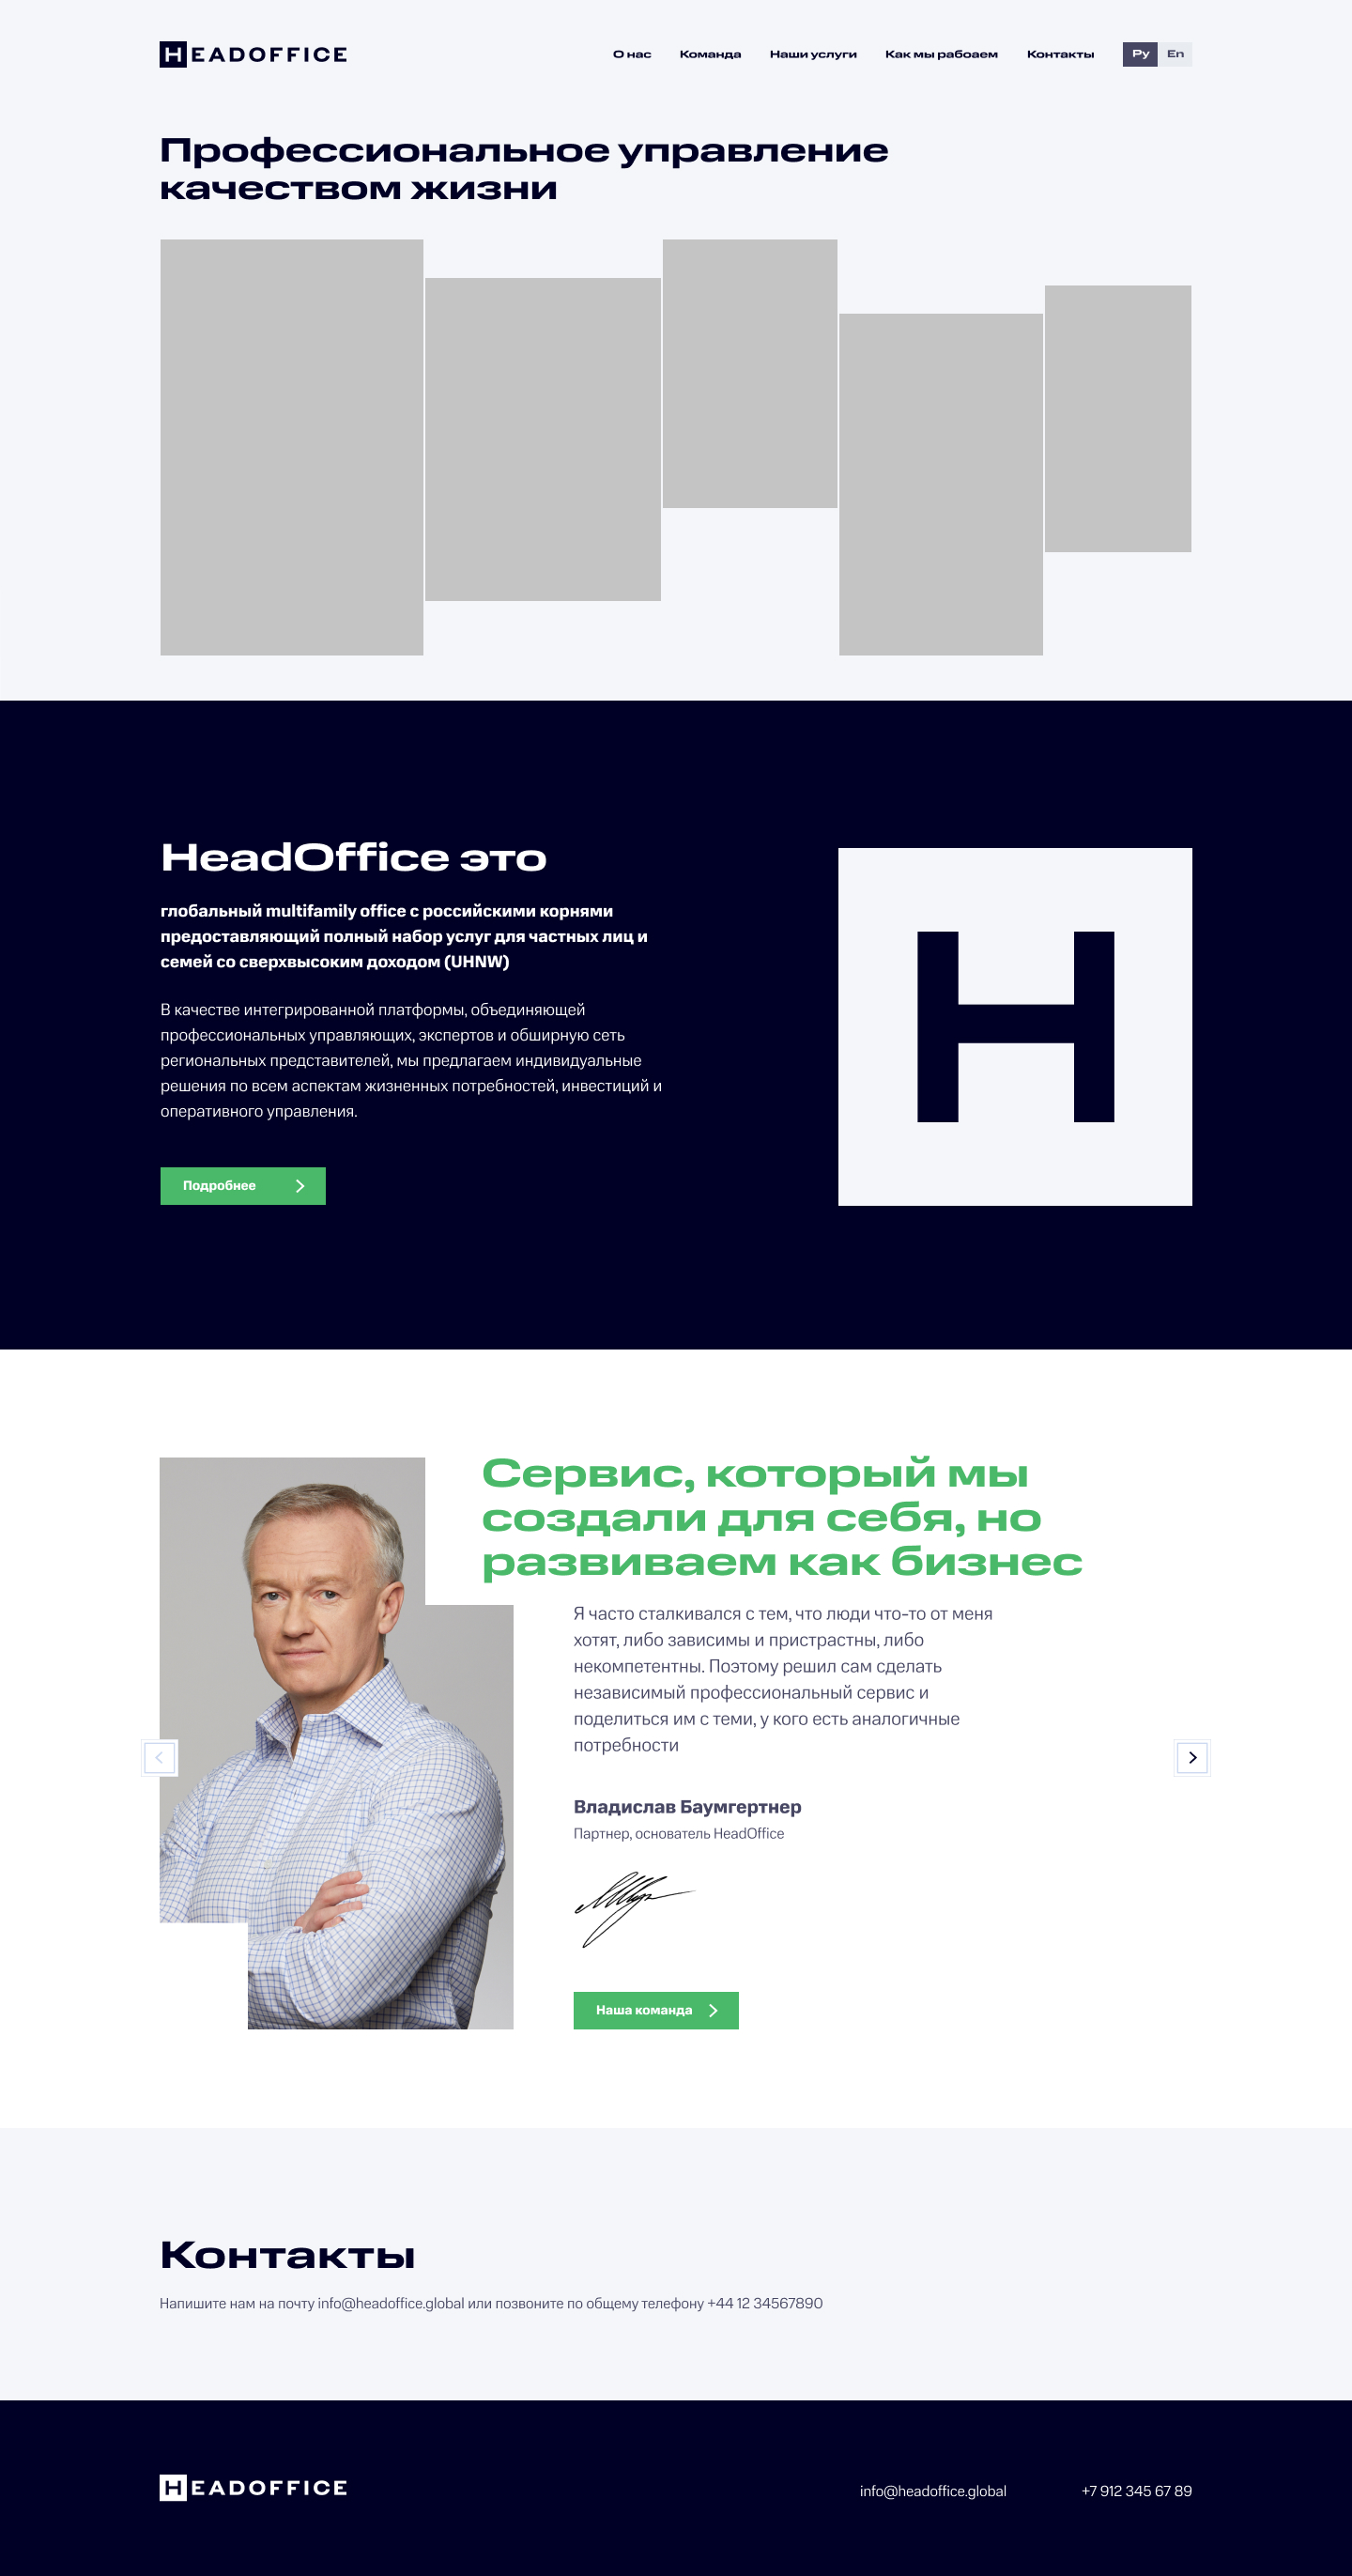 HEADOFFICE
О нас
Команда
Наши услуги
Как мы рабоаем
Контакты
Ру
En
Профессиональное управление
качеством жизни
HeadOffice это
глобальный multifamily office с российскими корнями
предоставляющий полный набор услуг для частных лиц и
семей со сверхвысоким доходом (UHNW)
В качестве интегрированной платформы, объединяющей
профессиональных управляющих, экспертов и обширную сеть
региональных представителей, мы предлагаем индивидуальные
решения по всем аспектам жизненных потребностей, инвестиций и
оперативного управления.
Подробнее
H
Сервис, который мы
создали для себя, но
развиваем как бизнес
Я часто сталкивался с тем, что люди что-то от меня
хотят, либо зависимы и пристрастны, либо
некомпетентны. Поэтому решил сам сделать
независимый профессиональный сервис и
поделиться им с теми, у кого есть аналогичные
потребности
Владислав Баумгертнер
Партнер, основатель HeadOffice
Наша команда
Контакты
Напишите нам на почту info@headoffice.global или позвоните по общему телефону +44 12 34567890
HEADOFFICE
info@headoffice.global
+7 912 345 67 89